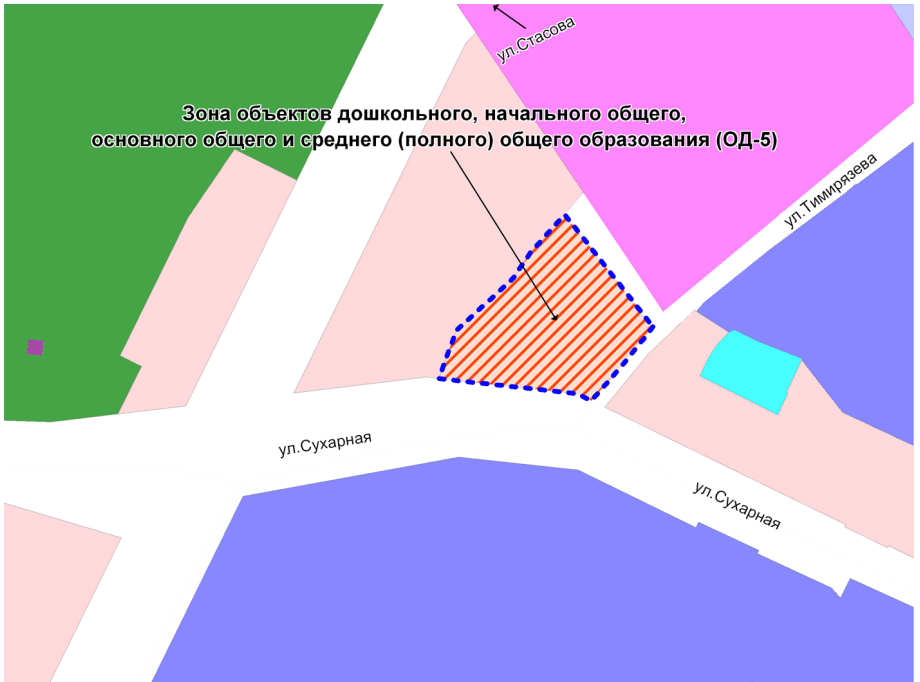 ул.Стасова
Зона объектов дошкольного, начального общего,
основного общего и среднего (полного) общего образования (ОД-5)
ул.Тимирязева
ул.Сухарная
ул.Сухарная